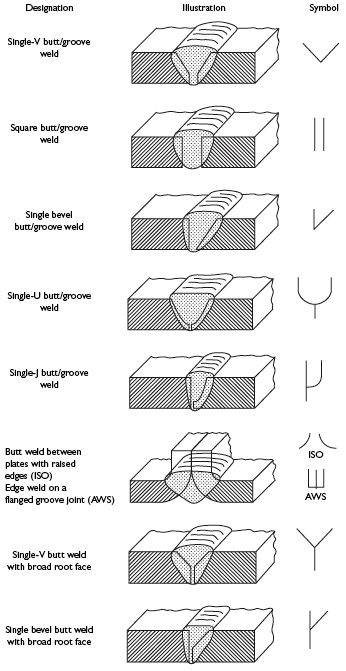 Designation Illustration Symbol
Single-V butt/groove
weld
Square butt/groove
weld
Single bevel
butt/groove weld
Single-U butt/groove
weld
Single-J butt/groove
weld
Butt weld between
plates with raised
edges (ISO)
Edge weld on a
flanged groove joint (AWS)
ISO
AWS
Single-V butt weld
with broad root face
Single bevel butt weld
with broad root face